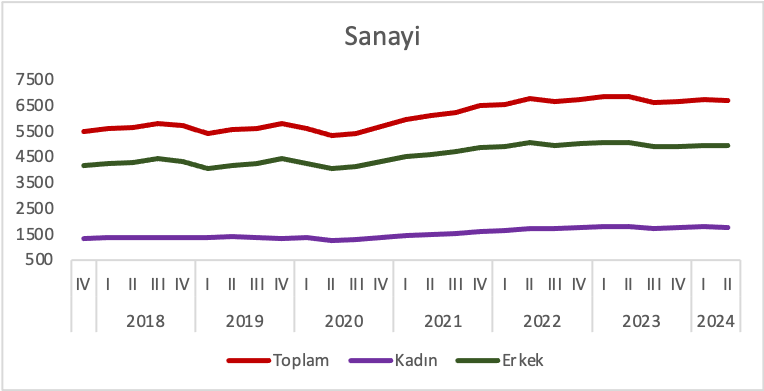 Sanayi
7500
6500
5500
4500
3500
2500
1500
500
IV I II III IV I II III IV I II III IV I II III IV I II III IV I II III IV I II
2018 2019 2020 2021 2022 2023 2024
Toplam Kadın Erkek